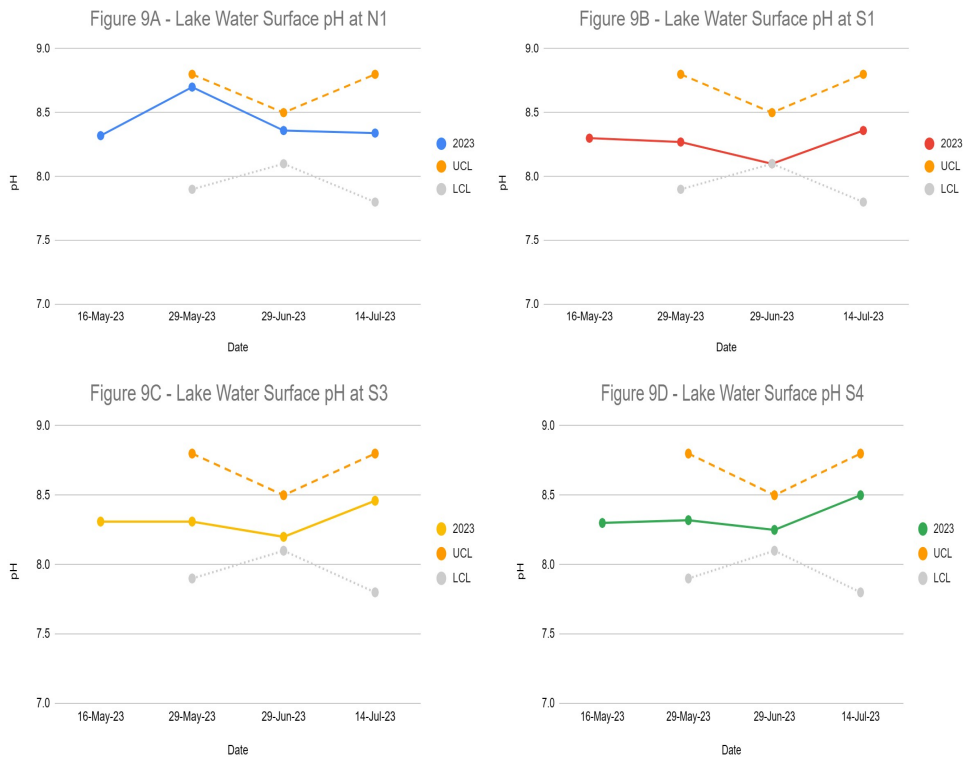 Figure 9A - Lake Water Surface pH at N1
9.0
8.5
8.0
7.5
7.0
pH
16-May-23 29-May-23 29-Jun-23 14-Jul-23
Date
2023
UCL
LCL
Figure 9B - Lake Water Surface pH at S1
9.0
8.5
8.0
7.5
7.0
pH
16-May-23 29-May-23 29-Jun-23 14-Jul-23
Date
2023
UCL
LCL
Figure 9C - Lake Water Surface pH at S3
9.0
8.5
8.0
7.5
7.0
pH
16-May-23 29-May-23 29-Jun-23 14-Jul-23
Date
2023
UCL
LCL
Figure 9D - Lake Water Surface pH S4
9.0
8.5
8.0
7.5
7.0
pH
16-May-23 29-May-23 29-Jun-23 14-Jul-23
Date
2023
UCL
LCL